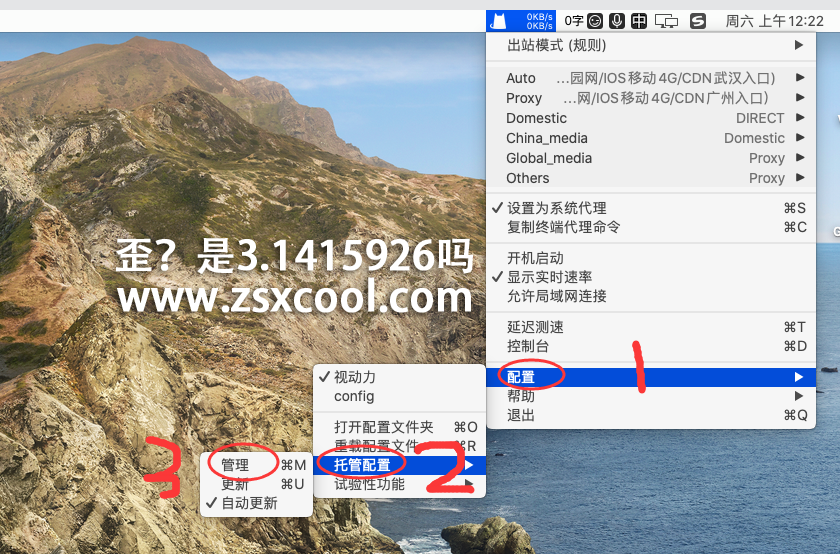 0KB/s
0KB/s
0字 中 S 周六 上午12:22
出站模式 (规则)
Auto ...园网/IOS移动4G/CDN武汉入口)
Proxy ...网/IOS移动4G/CDN广州入口)
Domestic DIRECT
China_media Domestic
Global_media Proxy
Others Proxy
✓ 设置为系统代理 ⌘S
复制终端代理命令 ⌘C
开机启动
✓ 显示实时速率
允许局域网连接
延迟测速 ⌘T
控制台 ⌘D
配置
帮助
退出 ⌘Q
1
✓ 视动力
config
打开配置文件夹 ⌘O
重载配置文件 ⌘R
托管配置
试验性功能
2
管理 ⌘M
更新 ⌘U
✓ 自动更新
3
歪？是3.1415926吗
www.zsxcool.com